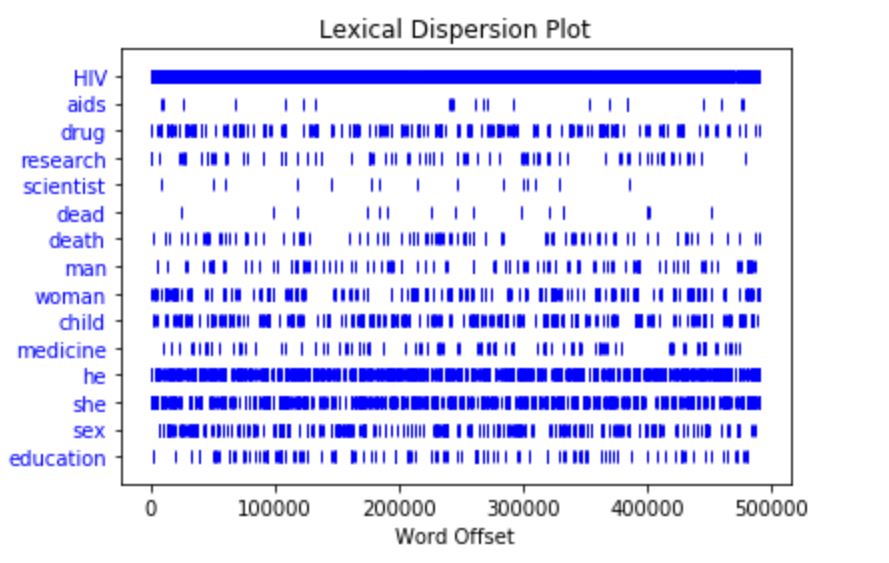 Lexical Dispersion Plot
HIV
aids
drug
research
scientist
dead
death
man
woman
child
medicine
he
she
sex
education
0 100000 200000 300000 400000 500000
Word Offset